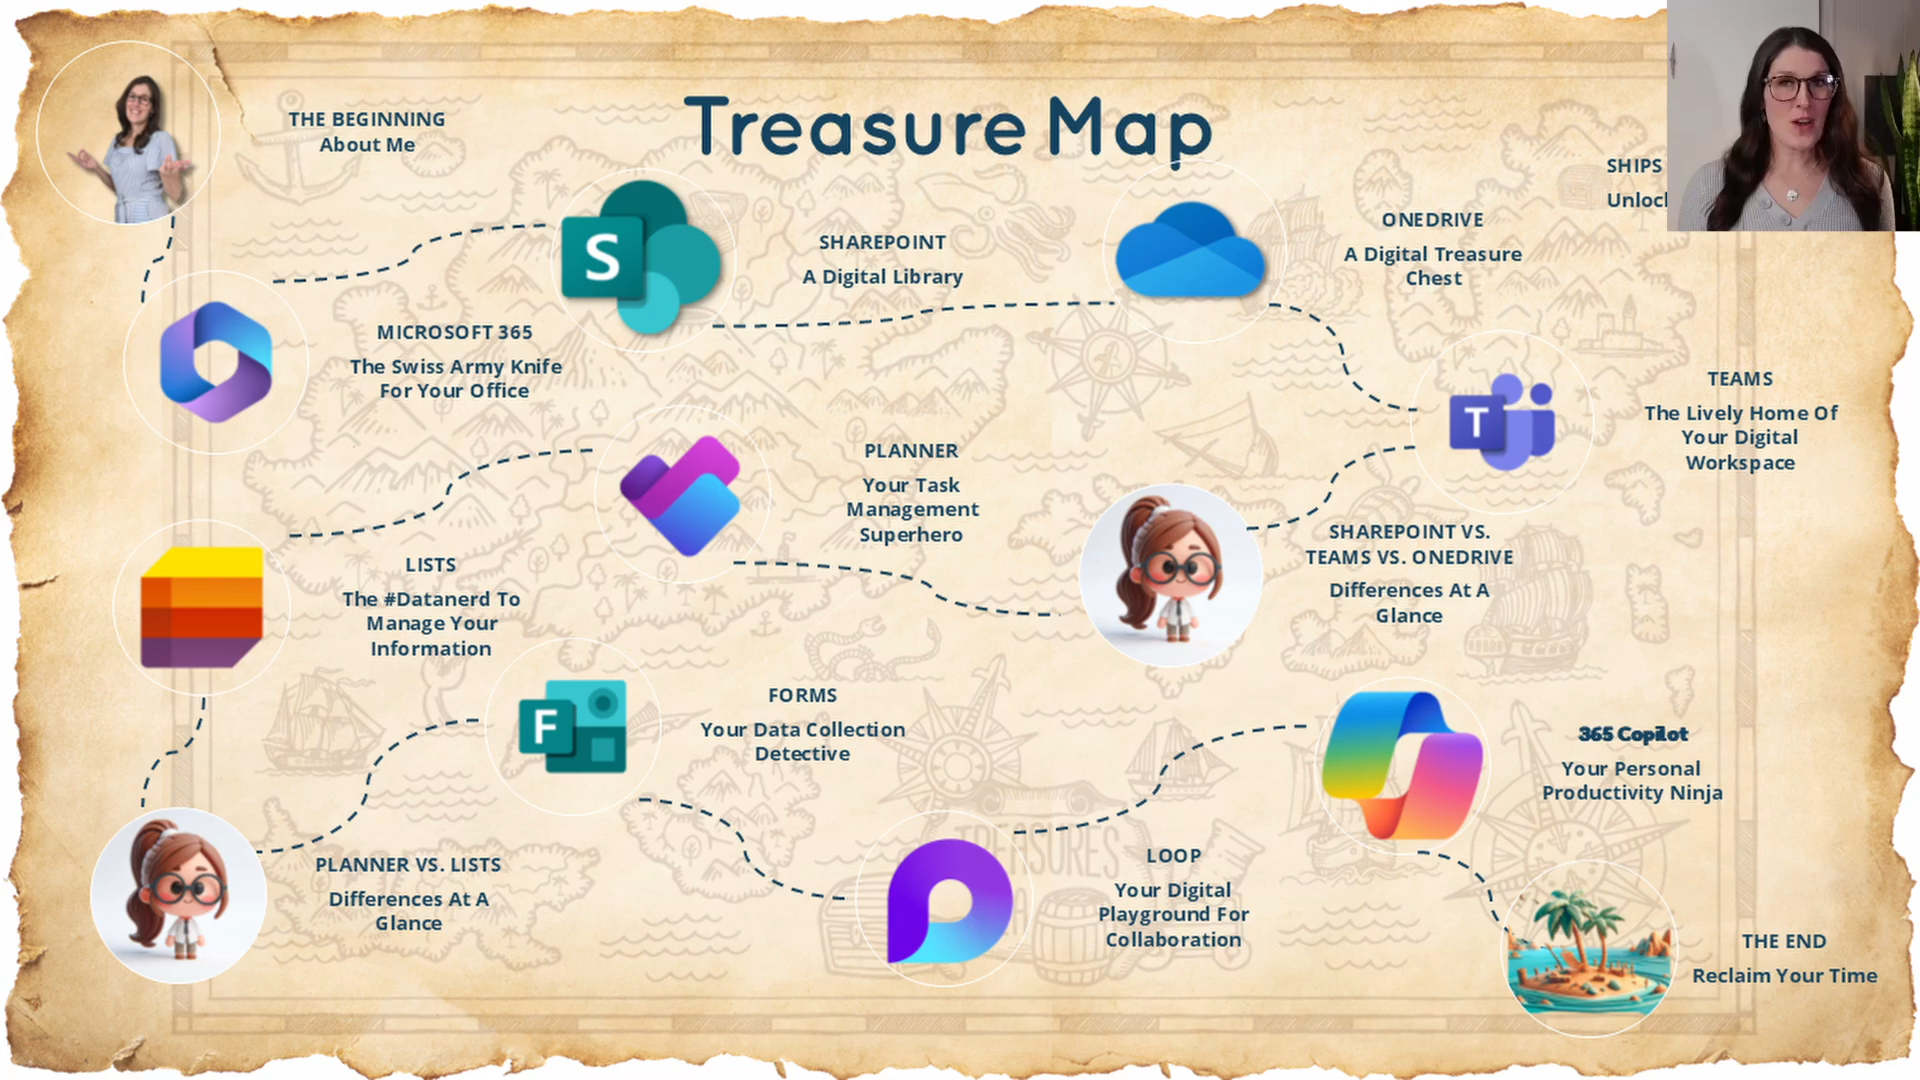 Treasure Map
THE BEGINNING
About Me
SHIPS
MICROSOFT 365
The Swiss Army Knife
For Your Office
S
SHAREPOINT
A Digital Library
ONEDRIVE
A Digital Treasure
Chest
T
TEAMS
The Lively Home Of
Your Digital
Workspace
SHAREPOINT VS.
TEAMS VS. ONEDRIVE
Differences At A
Glance
PLANNER
Your Task
Management
Superhero
LISTS
The #Datanerd To
Manage Your
Information
PLANNER VS. LISTS
Differences At A
Glance
F
FORMS
Your Data Collection
Detective
TREASURES
LOOP
Your Digital
Playground For
Collaboration
365 Copilot
Your Personal
Productivity Ninja
THE END
Reclaim Your Time